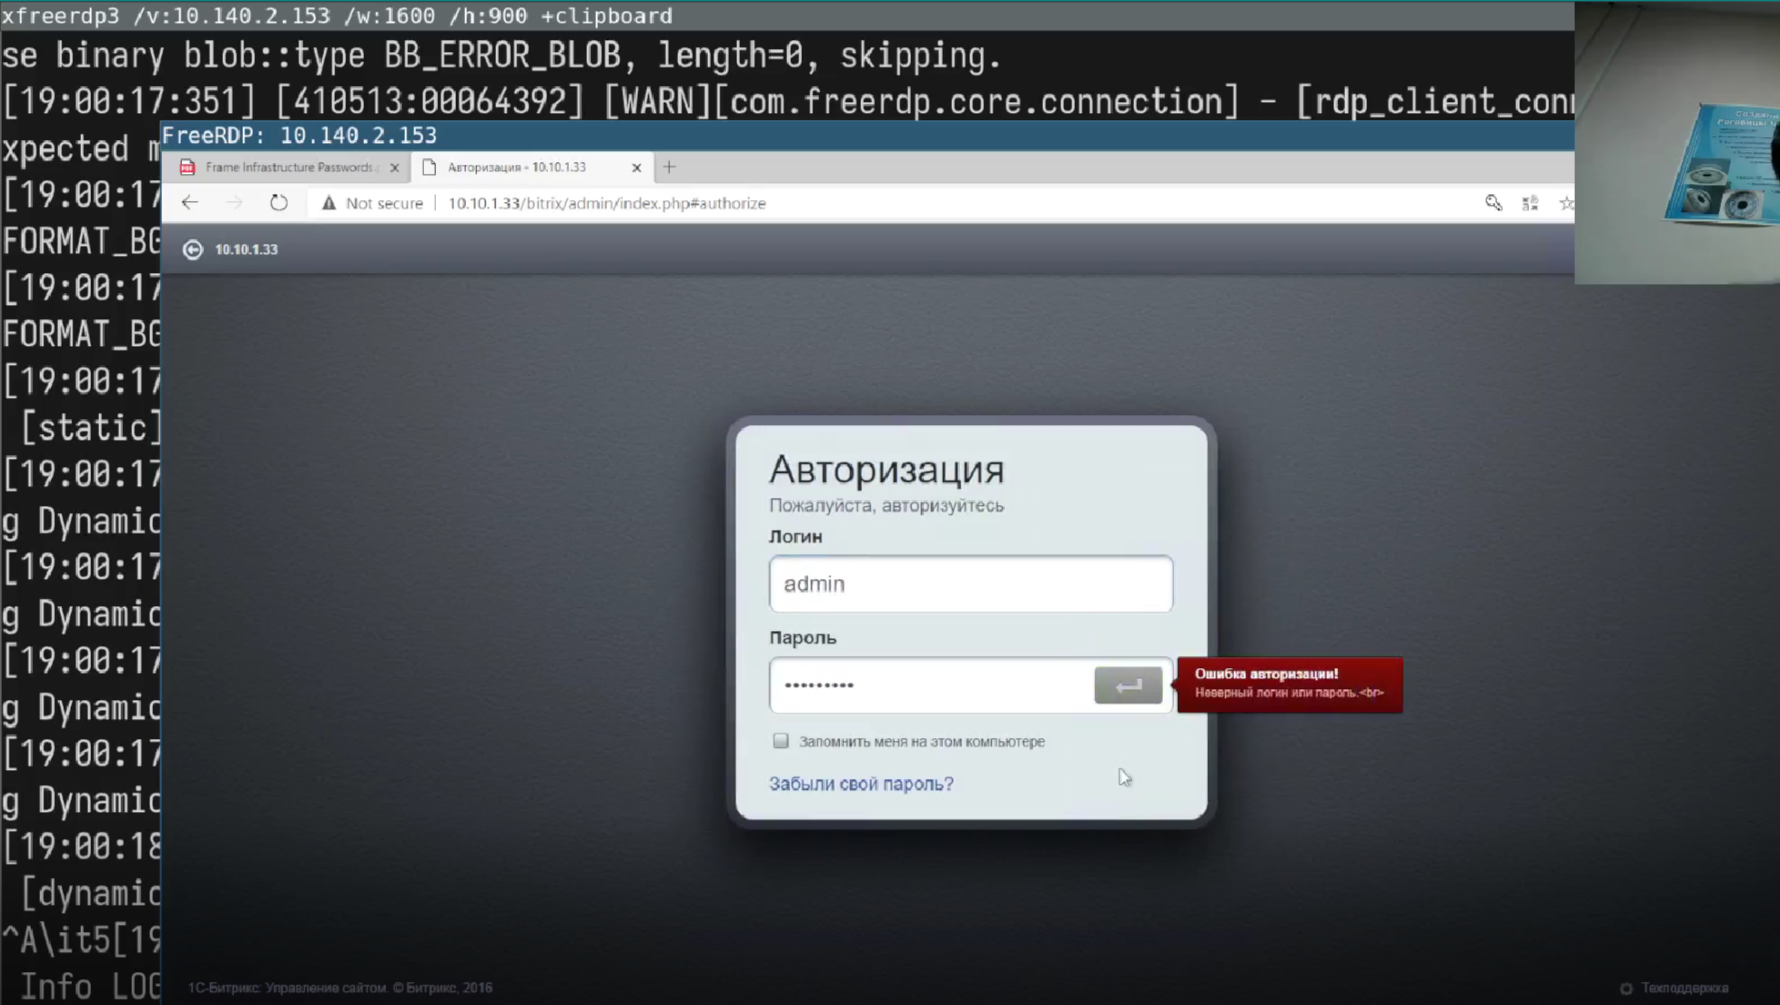 xfreerdp3 /v:10.140.2.153 /w:1600 /h:900 +clipboard
se binary blob::type BB_ERROR_BLOB, length=0, skipping.
[19:00:17:351] [410513:00064392] [WARN][com.freerdp.core.connection] - [rdp_client_con
FreeRDP: 10.140.2.153
xpected
Frame Infrastructure Passwords
Авторизация - 10.10.1.33
[19:00:17
Not secure
10.10.1.33/bitrix/admin/index.php#authorize
FORMAT_BG
10.10.1.33
[19:00:17
FORMAT_BG
[19:00:17
[static]
[19:00:17
g Dynamic
[19:00:17
g Dynamic
[19:00:17
g Dynamic
[19:00:17
g Dynamic
[19:00:18
[dynamic
^A\it5[19
Info LOG
Авторизация
Пожалуйста, авторизуйтесь
Логин
admin
Пароль
•••••••••
Ошибка авторизации!
Неверный логин или пароль.<br>
Запомнить меня на этом компьютере
Забыли свой пароль?
1С-Битрикс: Управление сайтом. © Битрикс, 2016
Техподдержка